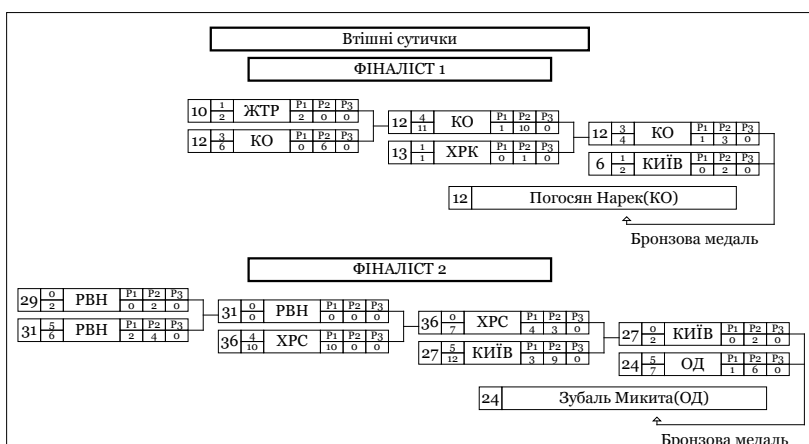 Втішні сутички
ФІНАЛІСТ 1
10 1 2 ЖТР P1 P2 P3 2 0 0
12 3 6 КО P1 P2 P3 0 6 0
12 4 11 КО P1 P2 P3 1 10 0
13 1 1 ХРК P1 P2 P3 0 1 0
12 3 4 КО P1 P2 P3 1 3 0
6 1 2 КИЇВ P1 P2 P3 0 2 0
12 Погосян Нарек(КО)
Бронзова медаль
ФІНАЛІСТ 2
29 0 2 РВН P1 P2 P3 0 2 0
31 5 6 РВН P1 P2 P3 2 4 0
31 0 0 РВН P1 P2 P3 0 0 0
36 4 10 ХРС P1 P2 P3 10 0 0
36 0 7 ХРС P1 P2 P3 4 3 0
27 5 12 КИЇВ P1 P2 P3 3 9 0
27 0 2 КИЇВ P1 P2 P3 0 2 0
24 5 7 ОД P1 P2 P3 1 6 0
24 Зубаль Микита(ОД)
Бронзова медаль